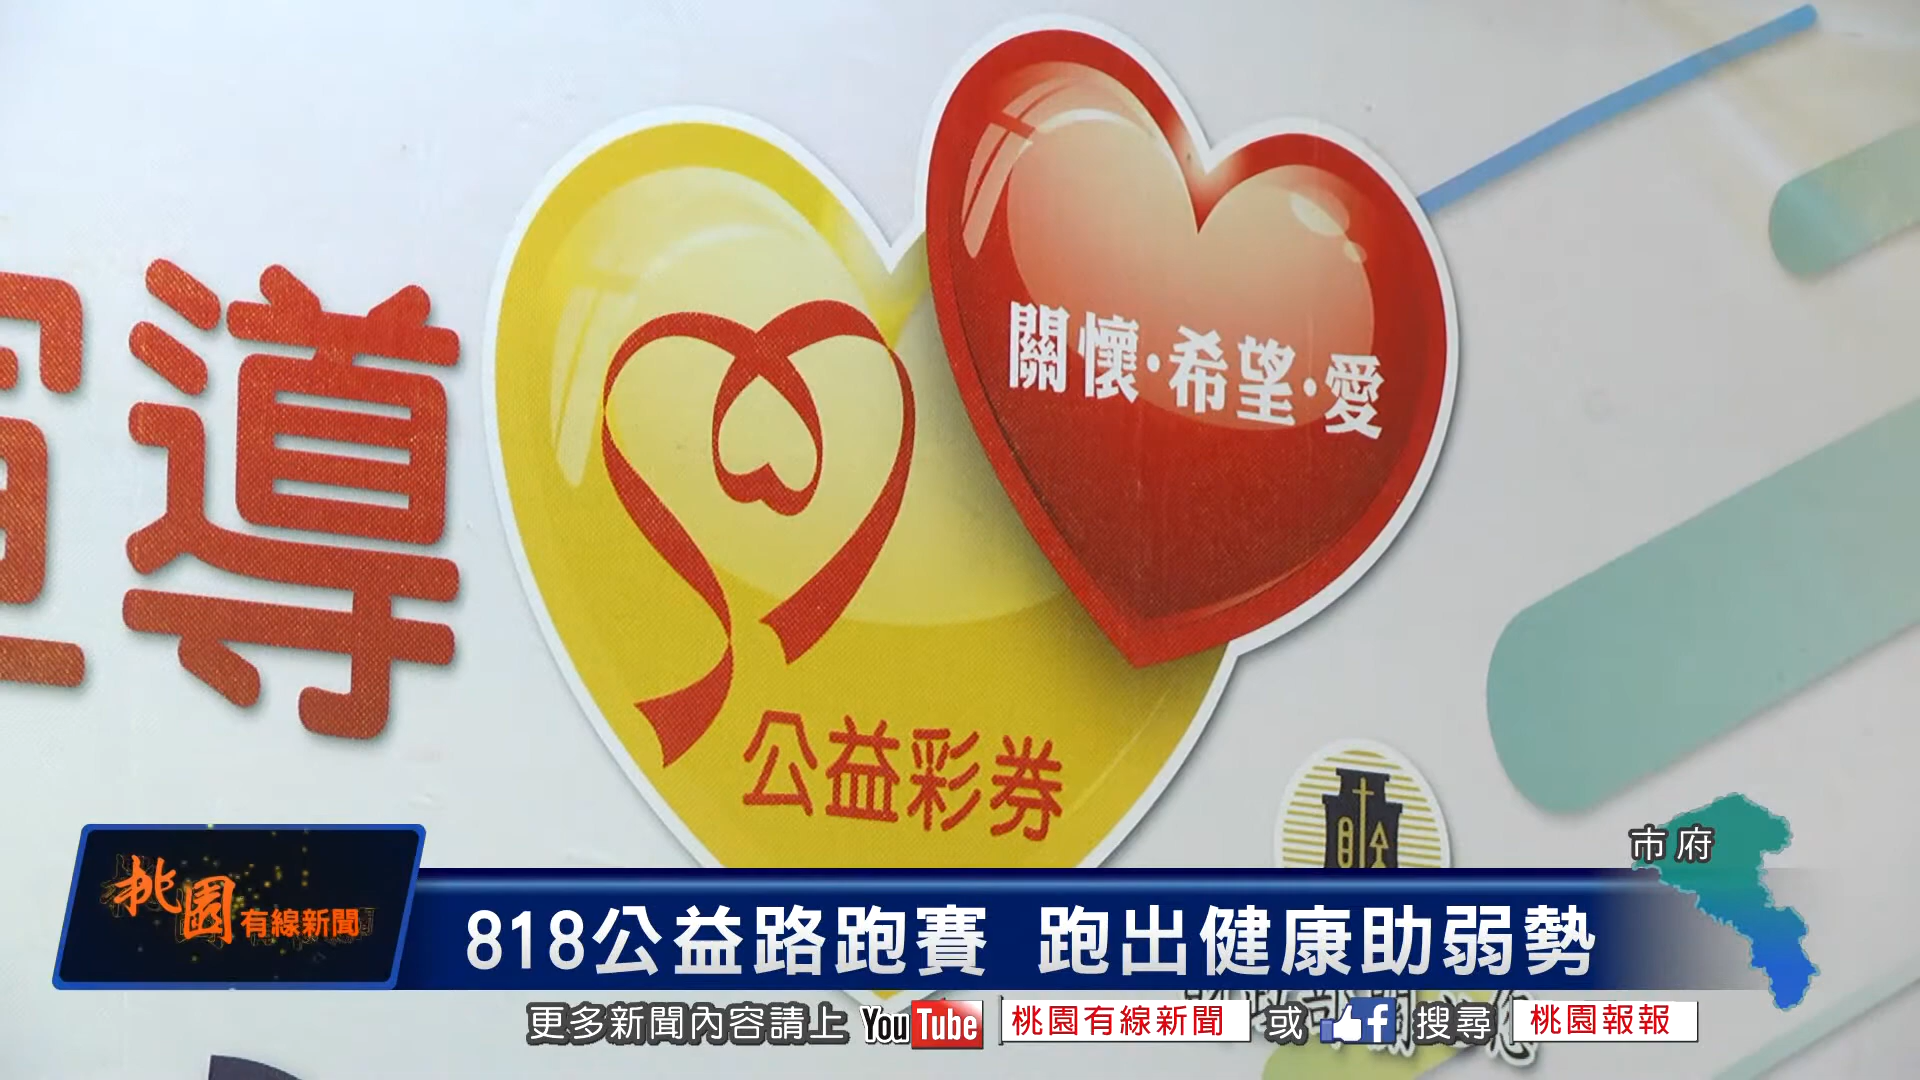 宣導
關懷·希望·愛
公益彩券
市府
桃園有線新聞
818公益路跑賽 跑出健康助弱勢
更多新聞內容請上 YouTube 桃園有線新聞 或 f 搜尋 桃園報報